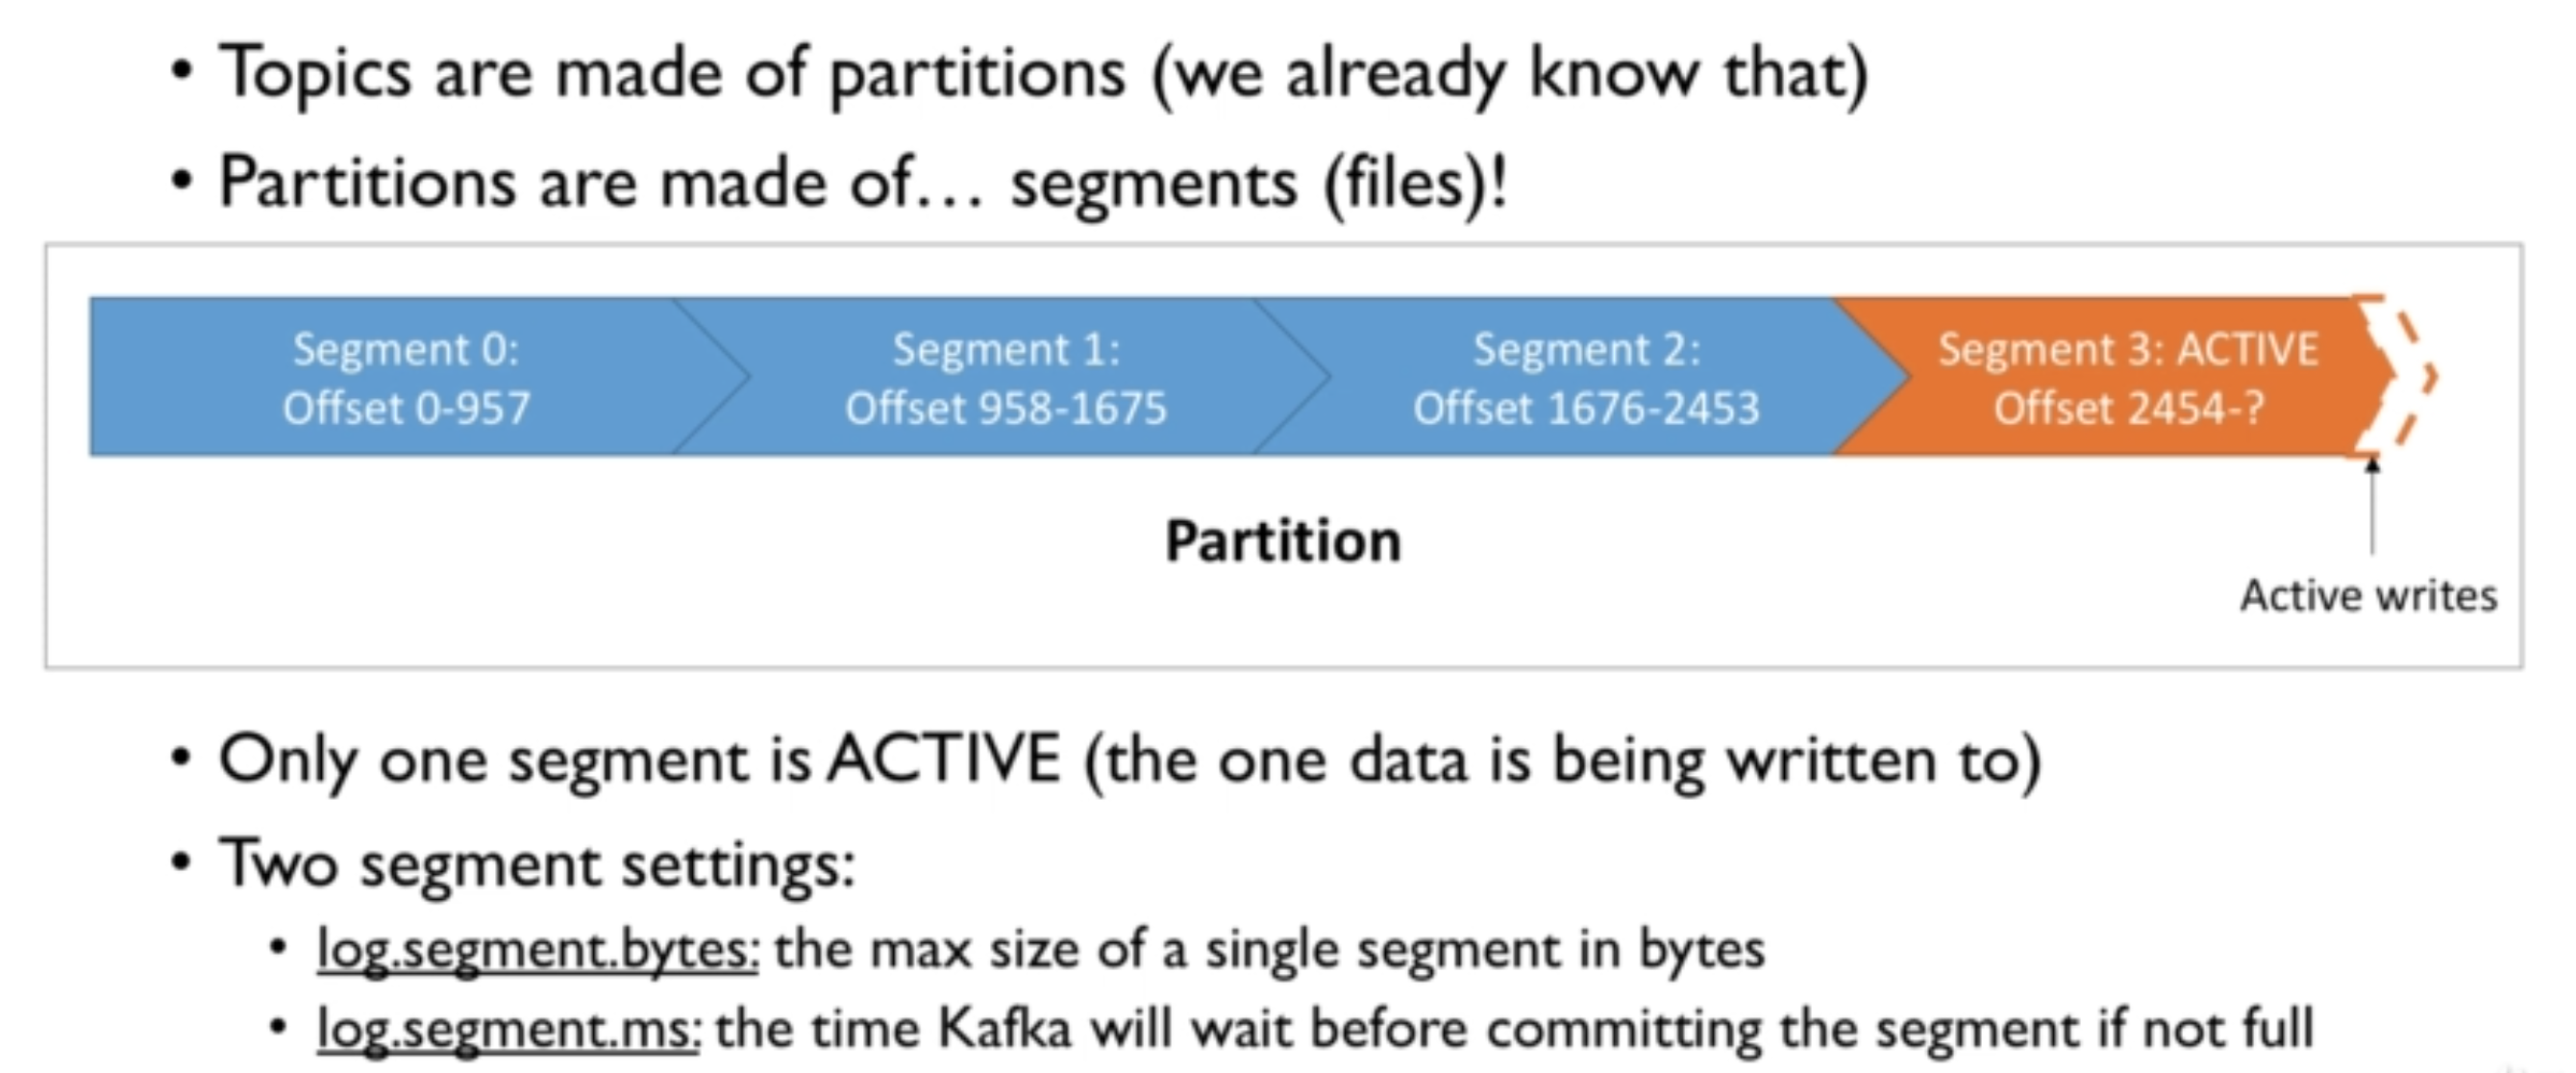 • Topics are made of partitions (we already know that)
• Partitions are made of… segments (files)!
Segment 0:
Offset 0-957
Segment 1:
Offset 958-1675
Segment 2:
Offset 1676-2453
Segment 3: ACTIVE
Offset 2454-?
Partition
Active writes
• Only one segment is ACTIVE (the one data is being written to)
• Two segment settings:
• log.segment.bytes: the max size of a single segment in bytes
• log.segment.ms: the time Kafka will wait before committing the segment if not full